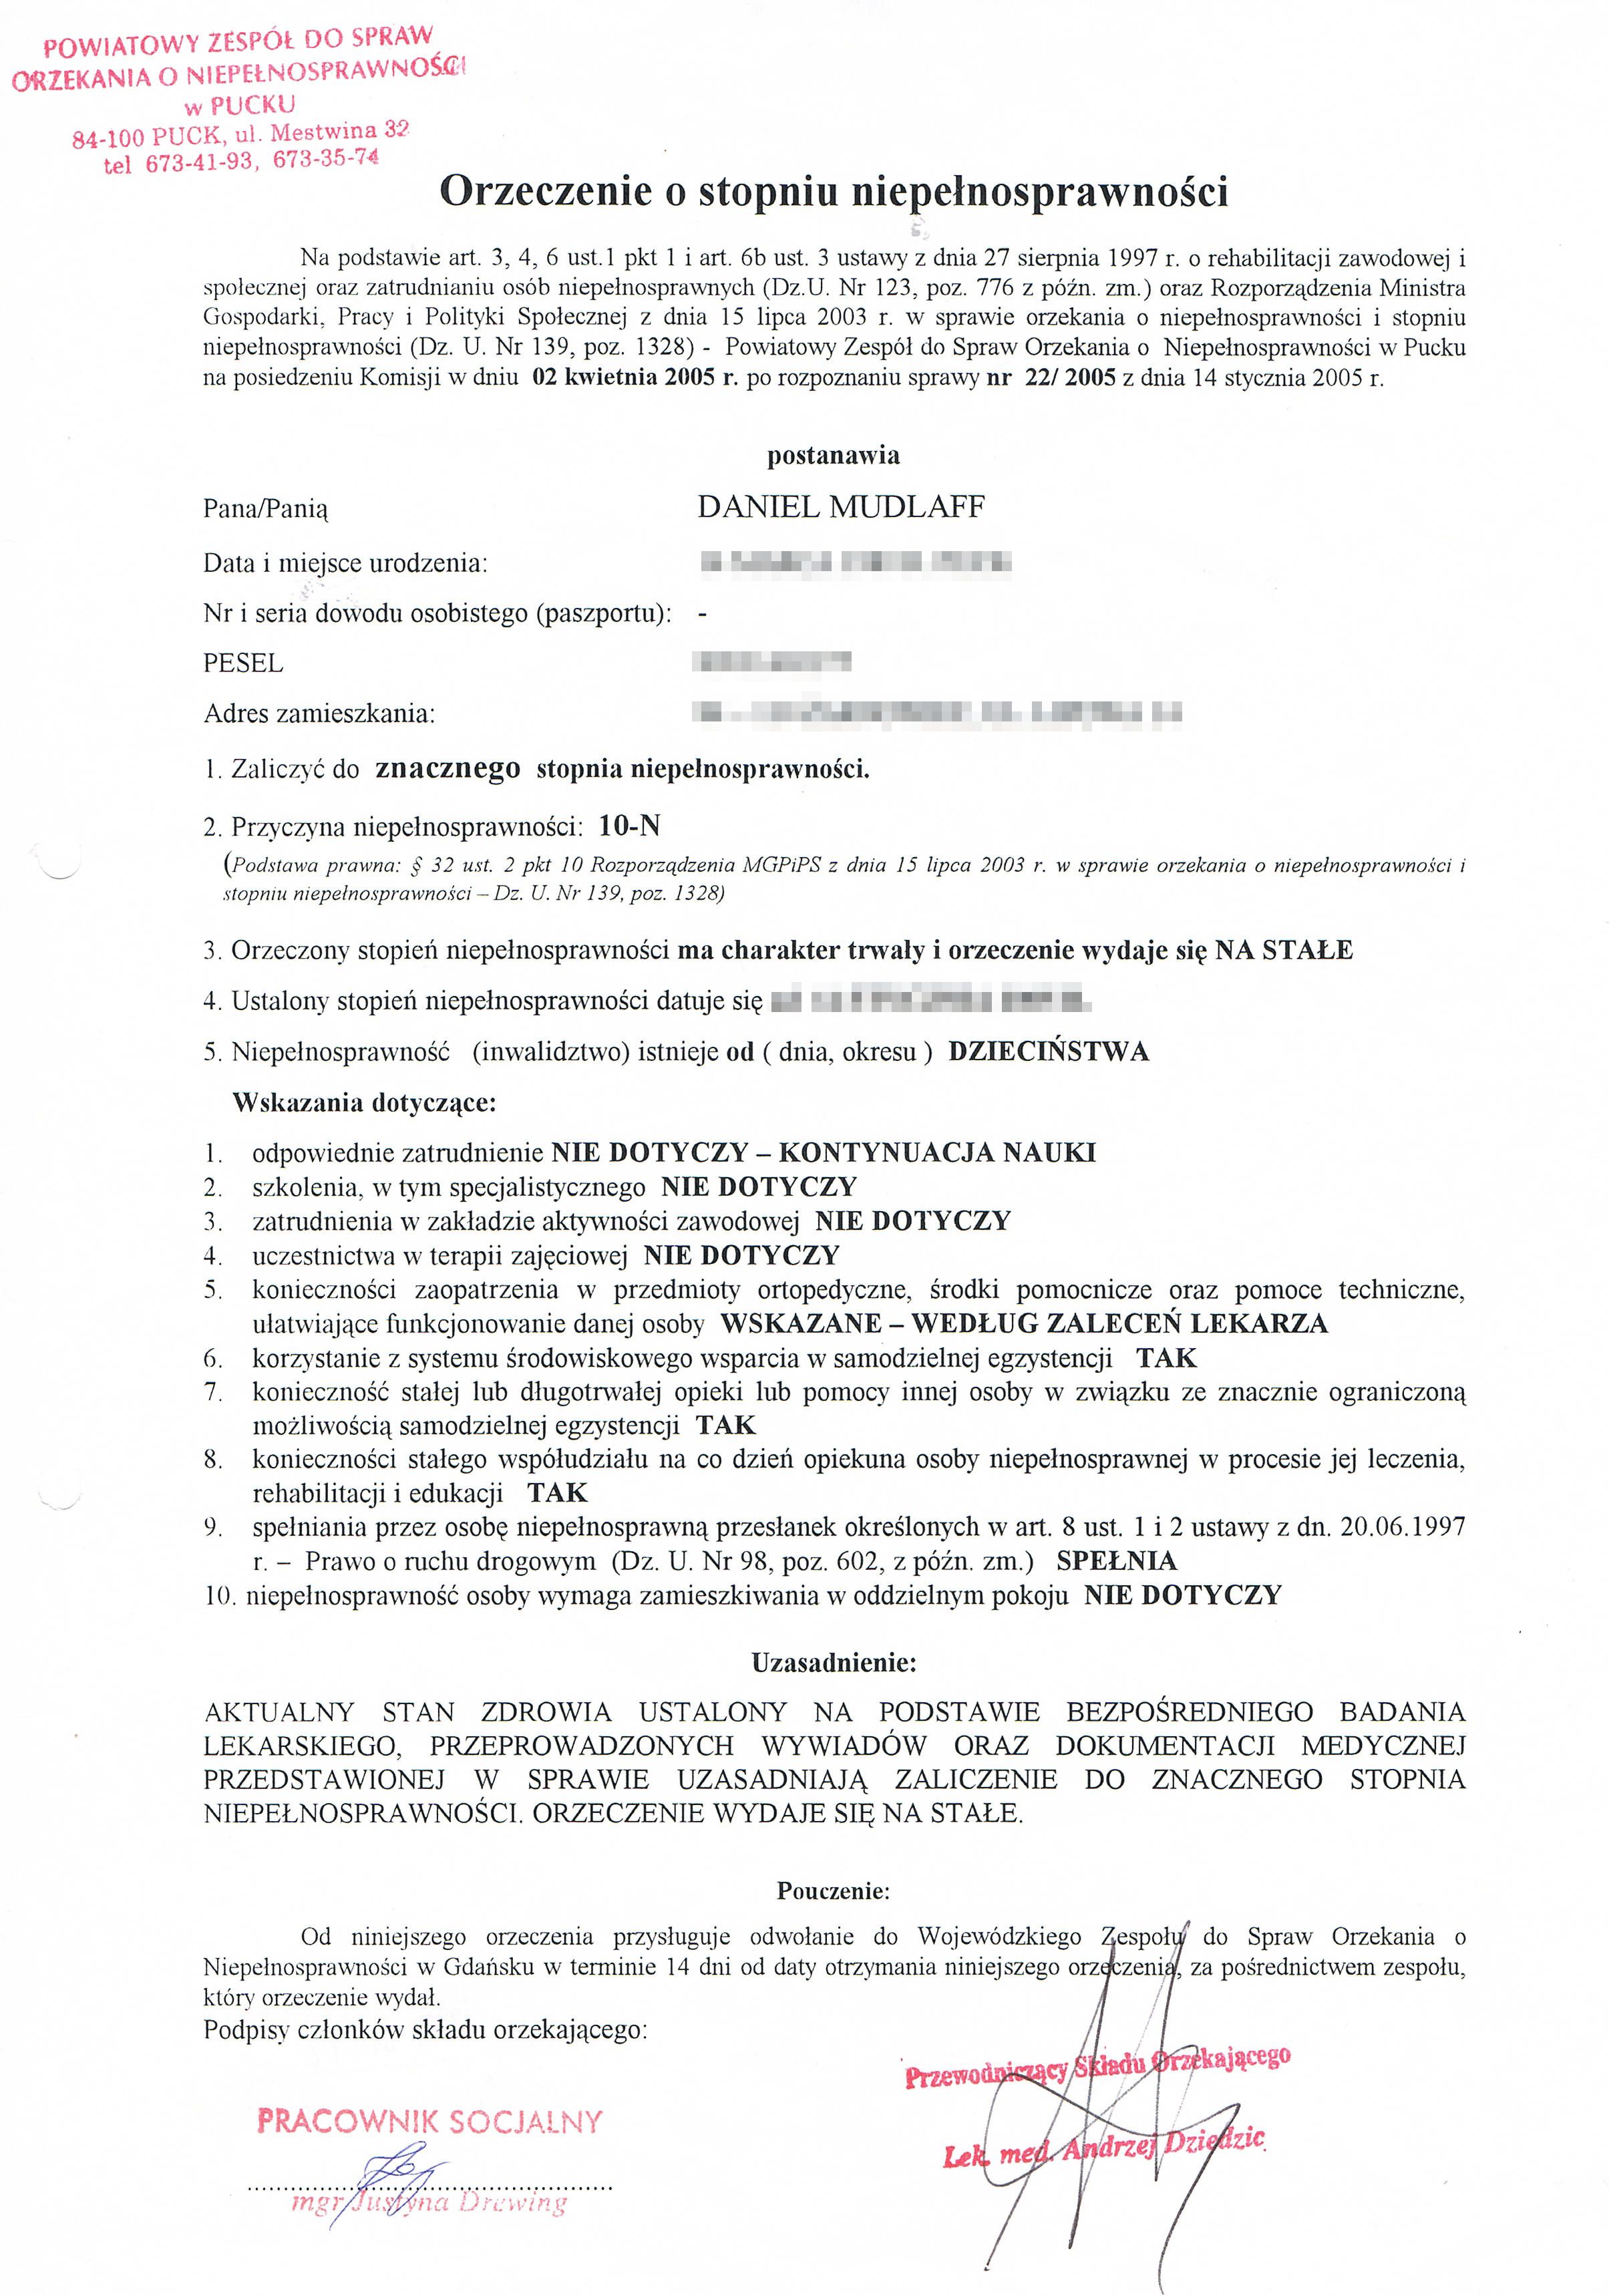 POWIATOWY ZESPÓŁ DO SPRAW
ORZEKANIA O NIEPEŁNOSPRAWNOŚCI
w PUCKU
84-100 PUCK, ul. Mestwina 32
tel 673-41-93, 673-35-74
Orzeczenie o stopniu niepełnosprawności
Na podstawie art. 3, 4, 6 ust.1 pkt 1 i art. 6b ust. 3 ustawy z dnia 27 sierpnia 1997 r. o rehabilitacji zawodowej i
społecznej oraz zatrudnianiu osób niepełnosprawnych (Dz.U. Nr 123, poz. 776 z późn. zm.) oraz Rozporządzenia Ministra
Gospodarki, Pracy i Polityki Społecznej z dnia 15 lipca 2003 r. w sprawie orzekania o niepełnosprawności i stopniu
niepełnosprawności (Dz. U. Nr 139, poz. 1328) - Powiatowy Zespół do Spraw Orzekania o Niepełnosprawności w Pucku
na posiedzeniu Komisji w dniu 02 kwietnia 2005 r. po rozpoznaniu sprawy nr 22/ 2005 z dnia 14 stycznia 2005 r.
postanawia
Pana/Panią DANIEL MUDLAFF
Data i miejsce urodzenia:
Nr i seria dowodu osobistego (paszportu): -
PESEL
Adres zamieszkania:
1. Zaliczyć do znacznego stopnia niepełnosprawności.
2. Przyczyna niepełnosprawności: 10-N
(Podstawa prawna: § 32 ust. 2 pkt 10 Rozporządzenia MGPiPS z dnia 15 lipca 2003 r. w sprawie orzekania o niepełnosprawności i
stopniu niepełnosprawności – Dz. U. Nr 139, poz. 1328)
3. Orzeczony stopień niepełnosprawności ma charakter trwały i orzeczenie wydaje się NA STAŁE
4. Ustalony stopień niepełnosprawności datuje się
5. Niepełnosprawność (inwalidztwo) istnieje od ( dnia, okresu ) DZIECIŃSTWA
Wskazania dotyczące:
1. odpowiednie zatrudnienie NIE DOTYCZY – KONTYNUACJA NAUKI
2. szkolenia, w tym specjalistycznego NIE DOTYCZY
3. zatrudnienia w zakładzie aktywności zawodowej NIE DOTYCZY
4. uczestnictwa w terapii zajęciowej NIE DOTYCZY
5. konieczności zaopatrzenia w przedmioty ortopedyczne, środki pomocnicze oraz pomoce techniczne,
ułatwiające funkcjonowanie danej osoby WSKAZANE – WEDŁUG ZALECEŃ LEKARZA
6. korzystanie z systemu środowiskowego wsparcia w samodzielnej egzystencji TAK
7. konieczność stałej lub długotrwałej opieki lub pomocy innej osoby w związku ze znacznie ograniczoną
możliwością samodzielnej egzystencji TAK
8. konieczności stałego współudziału na co dzień opiekuna osoby niepełnosprawnej w procesie jej leczenia,
rehabilitacji i edukacji TAK
9. spełniania przez osobę niepełnosprawną przesłanek określonych w art. 8 ust. 1 i 2 ustawy z dn. 20.06.1997
r. – Prawo o ruchu drogowym (Dz. U. Nr 98, poz. 602, z późn. zm.) SPEŁNIA
10. niepełnosprawność osoby wymaga zamieszkiwania w oddzielnym pokoju NIE DOTYCZY
Uzasadnienie:
AKTUALNY STAN ZDROWIA USTALONY NA PODSTAWIE BEZPOŚREDNIEGO BADANIA
LEKARSKIEGO, PRZEPROWADZONYCH WYWIADÓW ORAZ DOKUMENTACJI MEDYCZNEJ
PRZEDSTAWIONEJ W SPRAWIE UZASADNIAJĄ ZALICZENIE DO ZNACZNEGO STOPNIA
NIEPEŁNOSPRAWNOŚCI. ORZECZENIE WYDAJE SIĘ NA STAŁE.
Pouczenie:
Od niniejszego orzeczenia przysługuje odwołanie do Wojewódzkiego Zespołu do Spraw Orzekania o
Niepełnosprawności w Gdańsku w terminie 14 dni od daty otrzymania niniejszego orzeczenia, za pośrednictwem zespołu,
który orzeczenie wydał.
Podpisy członków składu orzekającego:
Przewodniczący Składu Orzekającego
Lek. med. Andrzej Dziedzic
PRACOWNIK SOCJALNY
mgr Justyna Drewing